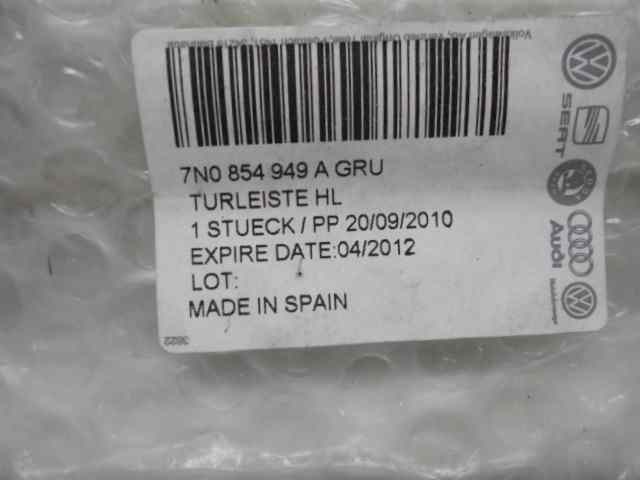 7N0 854 949 A GRU
TURLEISTE HL
1 STUECK / PP 20/09/2010
EXPIRE DATE:04/2012
LOT:
MADE IN SPAIN
3622
SEAT
Audi